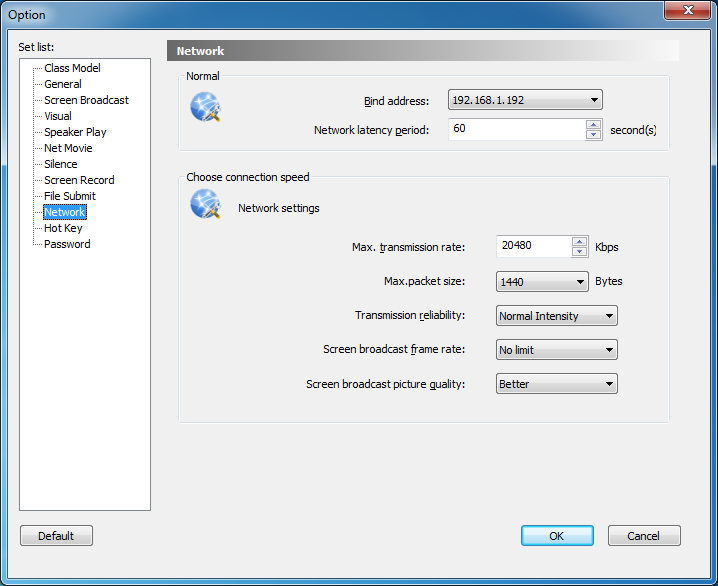 Option
Set list:
Class Model
General
Screen Broadcast
Visual
Speaker Play
Net Movie
Silence
Screen Record
File Submit
Network
Hot Key
Password
Network
Normal
Bind address: 192.168.1.192
Network latency period: 60 second(s)
Choose connection speed
Network settings
Max. transmission rate: 20480 Kbps
Max.packet size: 1440 Bytes
Transmission reliability: Normal Intensity
Screen broadcast frame rate: No limit
Screen broadcast picture quality: Better
Default OK Cancel